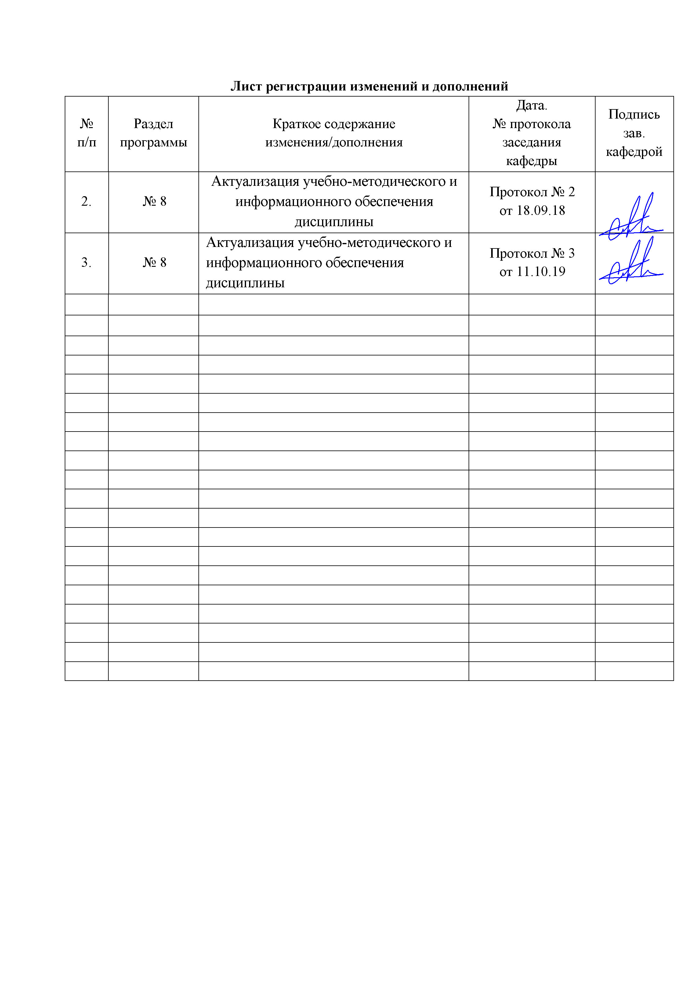 Лист регистрации изменений и дополнений
№
п/п
Раздел
программы
Краткое содержание
изменения/дополнения
Дата.
№ протокола
заседания
кафедры
Подпись
зав.
кафедрой
2.
№ 8
Актуализация учебно-методического и
информационного обеспечения
дисциплины
Протокол № 2
от 18.09.18
3.
№ 8
Актуализация учебно-методического и
информационного обеспечения
дисциплины
Протокол № 3
от 11.10.19